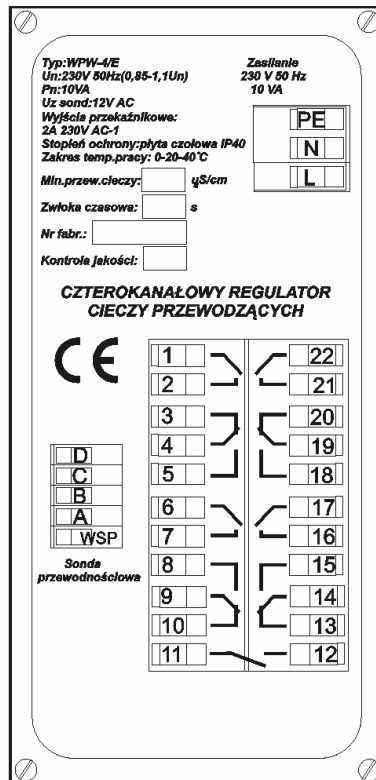 Typ:WPW-4/E
Un:230V 50Hz(0,85-1,1Un)
Pn:10VA
Uz sond:12V AC
Wyjścia przekaźnikowe:
2A 230V AC-1
Stopień ochrony:płyta czołowa IP40
Zakres temp.pracy: 0-20-40°C
Min.przew.cieczy: ųS/cm
Zwłoka czasowa: s
Nr fabr.:
Kontrola jakości:
Zasilanie
230 V 50 Hz
10 VA
PE
N
L
CZTEROKANAŁOWY REGULATOR
CIECZY PRZEWODZĄCYCH
CE
D
C
B
A
WSP
Sonda
przewodnościowa
1 22
2 21
3 20
4 19
5 18
6 17
7 16
8 15
9 14
10 13
11 12